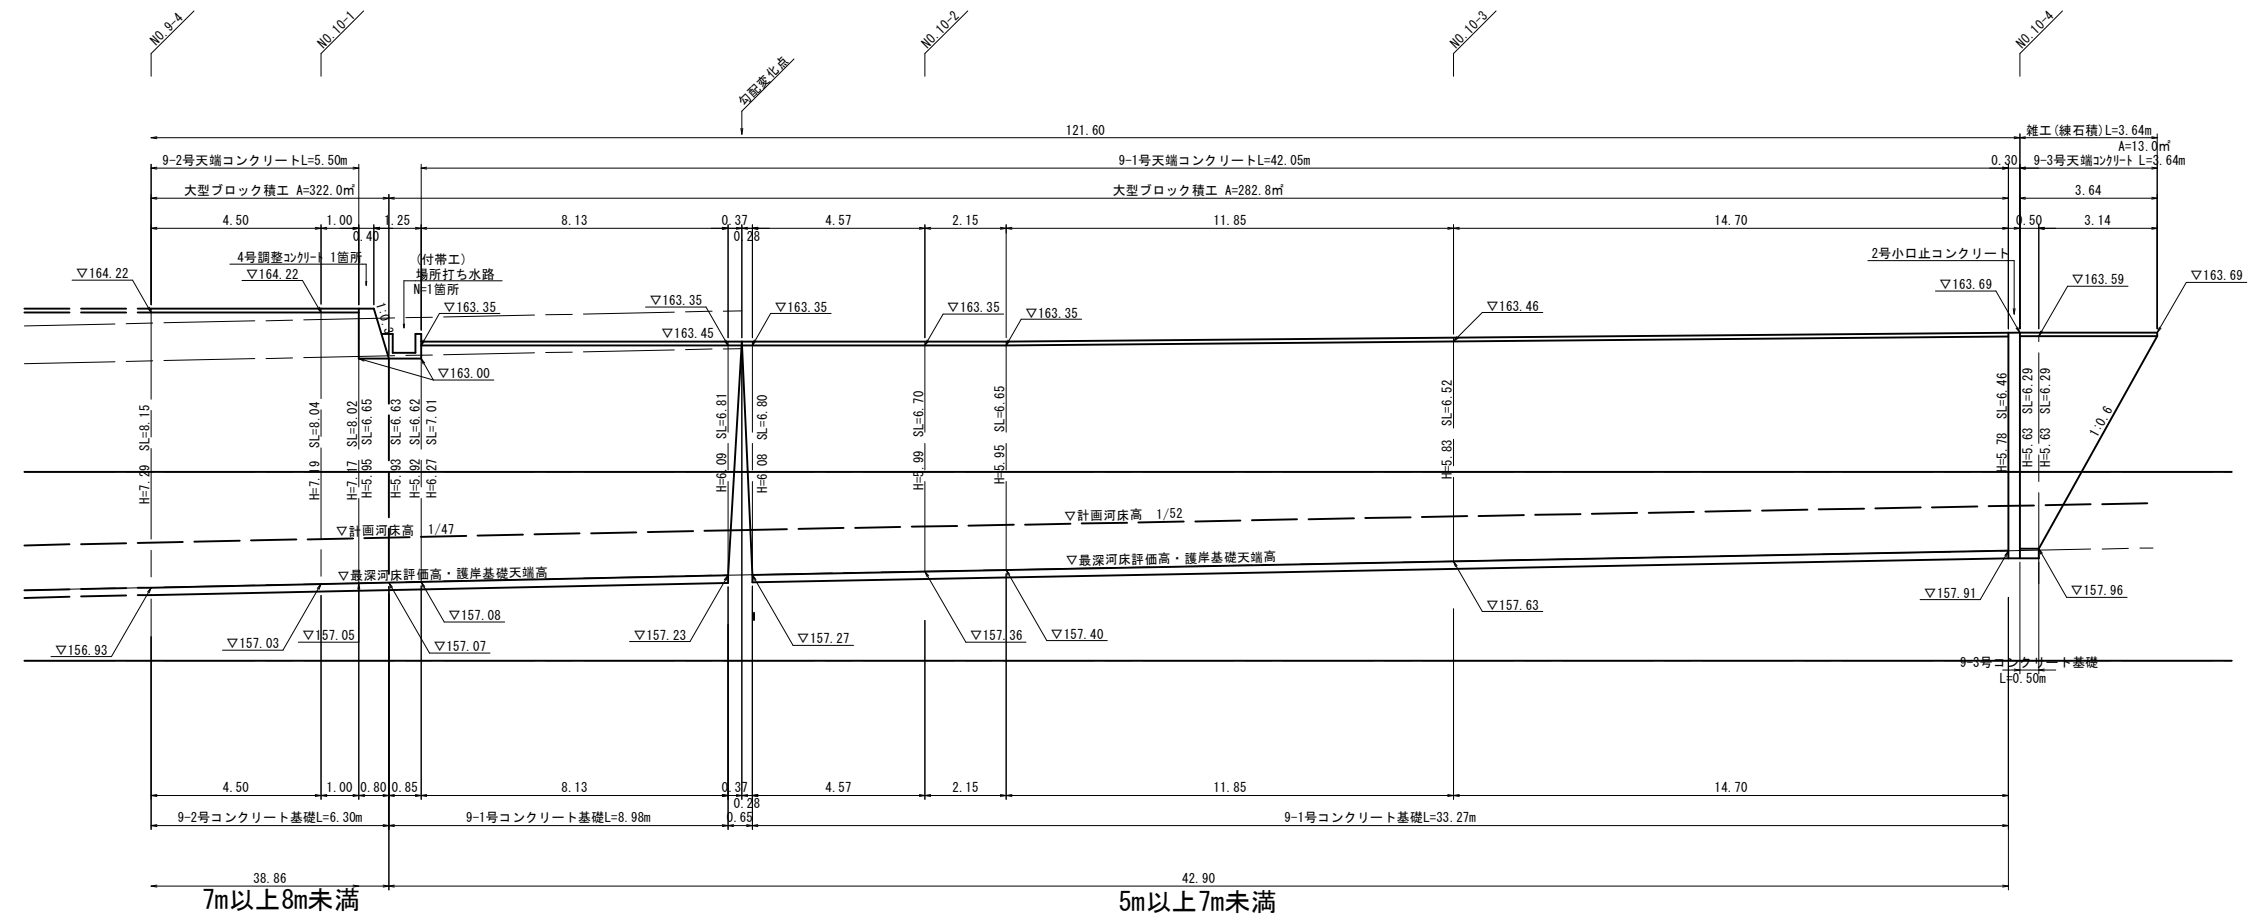 NO.9-4
NO.10-1
NO.10-2
NO.10-3
NO.10-4
勾配変化点
121.60
雑工(練石積)L=3.64m
A=13.0㎡
9-2号天端コンクリートL=5.50m
9-1号天端コンクリートL=42.05m
0.30
9-3号天端コンクリート L=3.64m
大型ブロック積工 A=322.0㎡
大型ブロック積工 A=282.8㎡
3.64
4.50
1.00
0.40
1.25
8.13
0.37
0.28
4.57
2.15
11.85
14.70
0.50
3.14
4号調整コンクリート 1箇所
(付帯工)
場所打ち水路
N=1箇所
2号小口止コンクリート
▽164.22
▽164.22
1:0.3
▽163.35
▽163.35
▽163.45
▽163.35
▽163.35
▽163.35
▽163.46
▽163.69
▽163.59
▽163.69
▽163.00
H=7.29 SL=8.15
H=7.19 SL=8.04
H=7.17 SL=8.02
H=5.95 SL=6.65
H=5.93 SL=6.63
H=5.92 SL=6.62
H=6.27 SL=7.01
H=6.09 SL=6.81
H=6.08 SL=6.80
H=5.99 SL=6.70
H=5.95 SL=6.65
H=5.83 SL=6.52
H=5.78 SL=6.46
H=5.63 SL=6.29
H=5.63 SL=6.29
1:0.6
▽計画河床高 1/47
▽計画河床高 1/52
▽最深河床評価高・護岸基礎天端高
▽最深河床評価高・護岸基礎天端高
▽156.93
▽157.03
▽157.05
▽157.07
▽157.08
▽157.23
▽157.27
▽157.36
▽157.40
▽157.63
▽157.91
▽157.96
9-3号コンクリート基礎
L=0.50m
4.50
1.00
0.80
0.85
8.13
0.37
0.28
4.57
2.15
11.85
14.70
9-2号コンクリート基礎L=6.30m
9-1号コンクリート基礎L=8.98m
0.65
9-1号コンクリート基礎L=33.27m
38.86
42.90
7m以上8m未満
5m以上7m未満